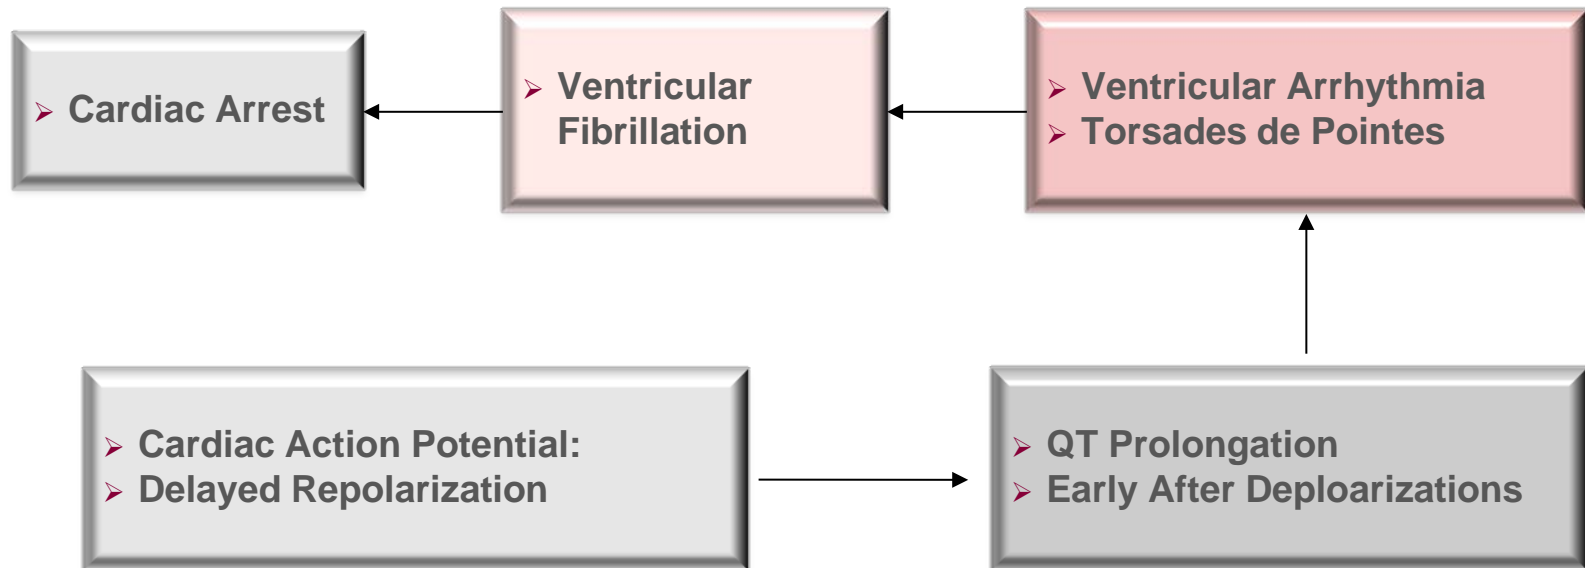 ➢ Cardiac Arrest
➢ Ventricular
Fibrillation
➢ Ventricular Arrhythmia
➢ Torsades de Pointes
➢ Cardiac Action Potential:
➢ Delayed Repolarization
➢ QT Prolongation
➢ Early After Deploarizations